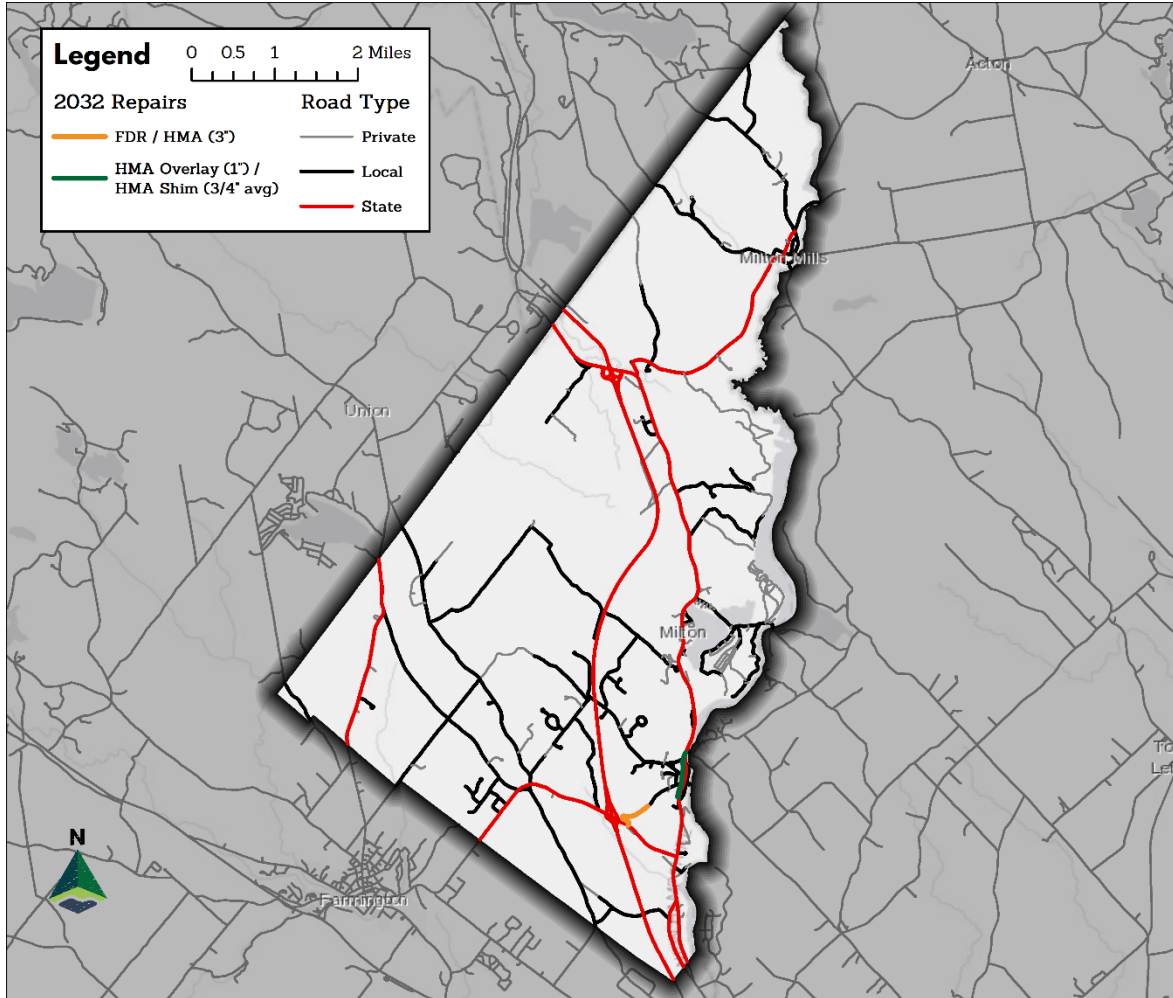 Legend
0 0.5 1 2 Miles
2032 Repairs
FDR / HMA (3")
HMA Overlay (1") /
HMA Shim (3/4" avg)
Road Type
Private
Local
State
Acton
Milton Mills
Union
Milton
Farmington
N